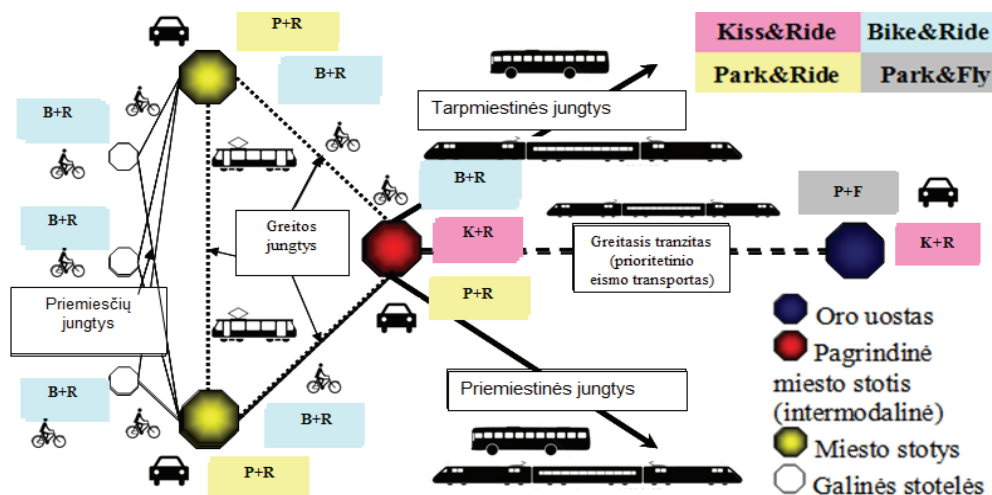 P+R
Kiss&Ride
Bike&Ride
Park&Ride
Park&Fly
B+R
B+R
Tarpmiestinės jungtys
B+R
P+F
B+R
Greitos
jungtys
K+R
Greitasis tranzitas
(prioritetinio
eismo transportas)
K+R
Priemiesčių
jungtys
P+R
Oro uostas
Pagrindinė
miesto stotis
(intermodalinė)
B+R
Priemiestinės jungtys
B+R
Miesto stotys
P+R
Galinės stotelės